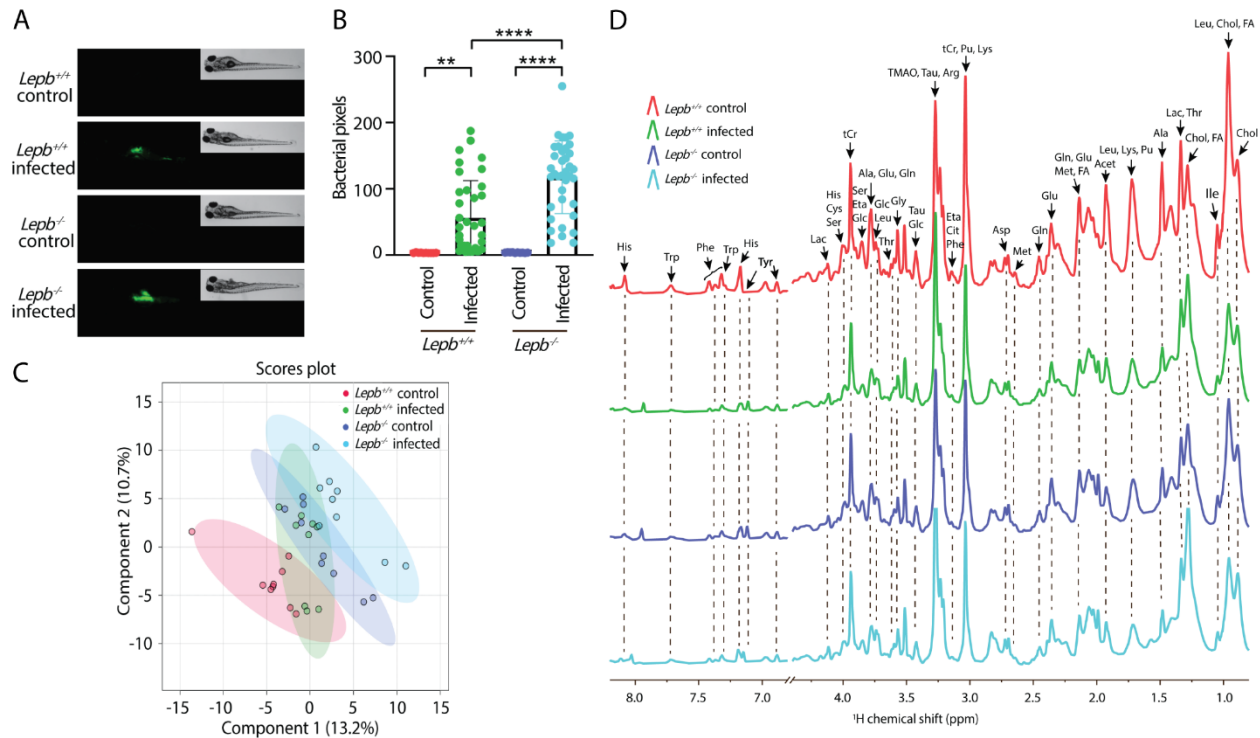 A
Lepb+/+
control
Lepb+/+
infected
Lepb-/-
control
Lepb-/-
infected
B
****
**
****
300
200
100
0
Bacterial pixels
Control
Infected
Control
Infected
Lepb+/+
Lepb-/-
C
Scores plot
Lepb+/+ control
Lepb+/+ infected
Lepb-/- control
Lepb-/- infected
15
10
5
0
-5
-10
Component 2 (10.7%)
-15
-10
-5
0
5
10
15
Component 1 (13.2%)
D
Lepb+/+ control
Lepb+/+ infected
Lepb-/- control
Lepb-/- infected
His
Trp
Phe
Trp
His
Tyr
Lac
His
Cys
Ser
tCr
Ser
Eta
Glc
Ala, Glu, Gln
Glc
Leu
Thr
Gly
Tau
Glc
TMAO, Tau, Arg
Eta
Cit
Phe
tCr, Pu, Lys
Asp
Met
Gln
Glu
Gln, Glu
Met, FA
Acet
Leu, Lys, Pu
Ala
Lac, Thr
Chol, FA
Ile
Leu, Chol, FA
Chol
8.0
7.5
7.0
4.0
3.5
3.0
2.5
2.0
1.5
1.0
1H chemical shift (ppm)